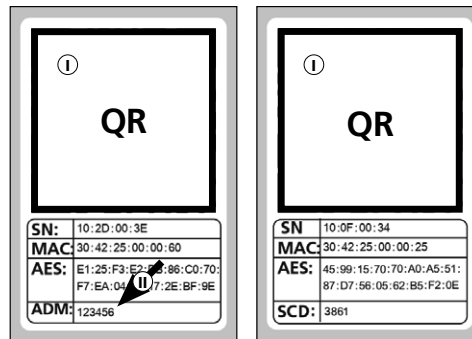 I
QR
SN: 10:2D:00:3E
MAC: 30:42:25:00:00:60
AES: E1:25:F3:E2: :86:C0:70:
F7:EA:04 7:2E:BF:9E
II
ADM: 123456
I
QR
SN 10:0F:00:34
MAC: 30:42:25:00:00:25
AES: 45:99:15:70:70:A0:A5:51:
87:D7:56:05:62:B5:F2:0E
SCD: 3861